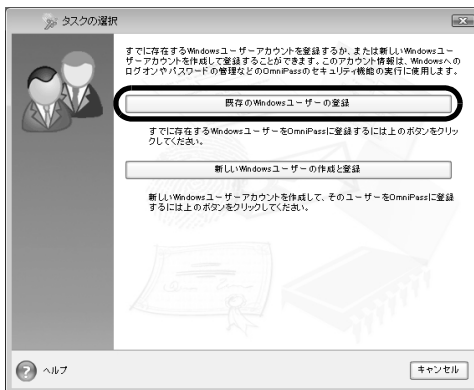 タスクの選択
すでに存在するWindowsユーザーアカウントを登録するか、または新しいWindowsユー
ザーアカウントを作成して登録することができます。このアカウント情報は、Windowsへの
ログオンやパスワードの管理などのOmniPassのセキュリティ機能の実行に使用します。
既存のWindowsユーザーの登録
すでに存在するWindowsユーザーをOmniPassに登録するには上のボタンをクリッ
クしてください。
新しいWindowsユーザーの作成と登録
新しいWindowsユーザーアカウントを作成して、そのユーザーをOmniPassに登録
するには上のボタンをクリックしてください。
ヘルプ
キャンセル